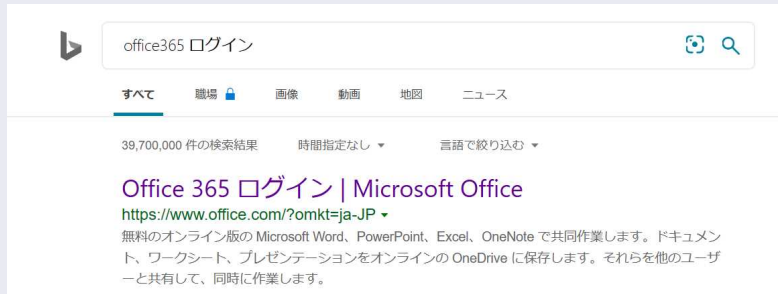 office365 ログイン
すべて 職場 画像 動画 地図 ニュース
39,700,000 件の検索結果 時間指定なし 言語で絞り込む
Office 365 ログイン | Microsoft Office
https://www.office.com/?omkt=ja-JP
無料のオンライン版の Microsoft Word、PowerPoint、Excel、OneNote で共同作業します。ドキュメン
ト、ワークシート、プレゼンテーションをオンラインの OneDrive に保存します。それらを他のユーザ
ーと共有して、同時に作業します。